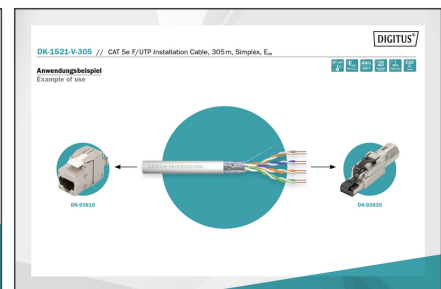 DIGITUS®
DK-1521-V-305 // CAT 5e F/UTP Installation Cable, 305 m, Simplex, Eca
Anwendungsbeispiel
Example of use
DN-93816
DN-93835